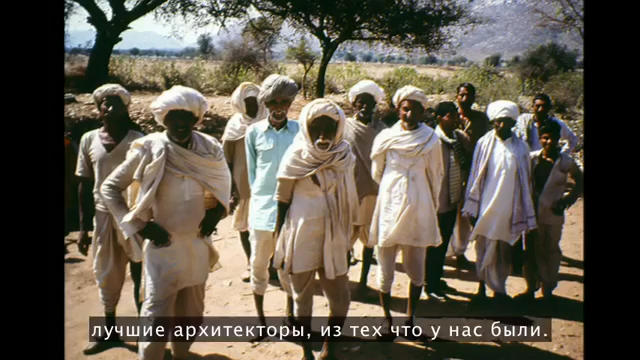 лучшие архитекторы, из тех что у нас были.